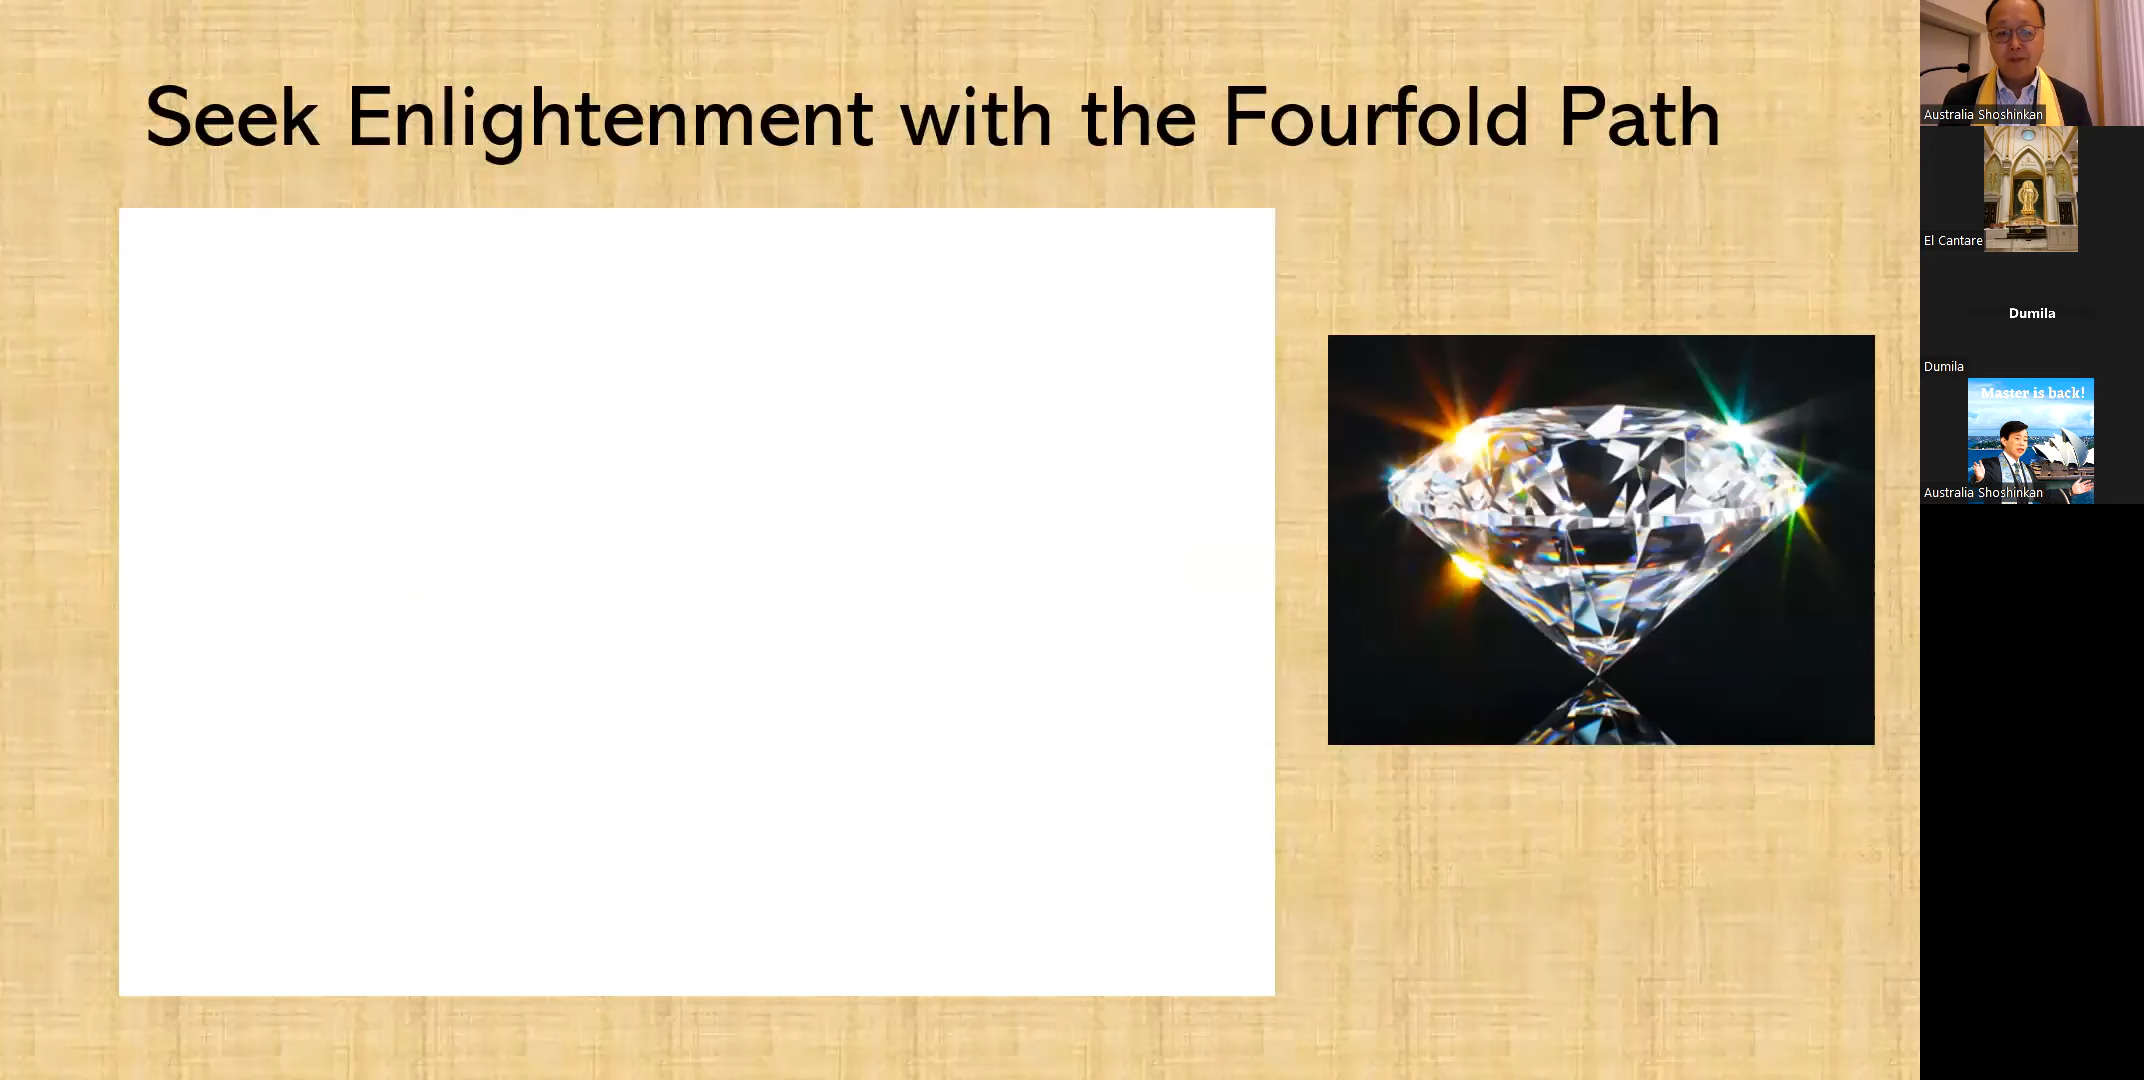 Seek Enlightenment with the Fourfold Path
Australia Shoshinkan
El Cantare
Dumila
Dumila
Master is back!
Australia Shoshinkan